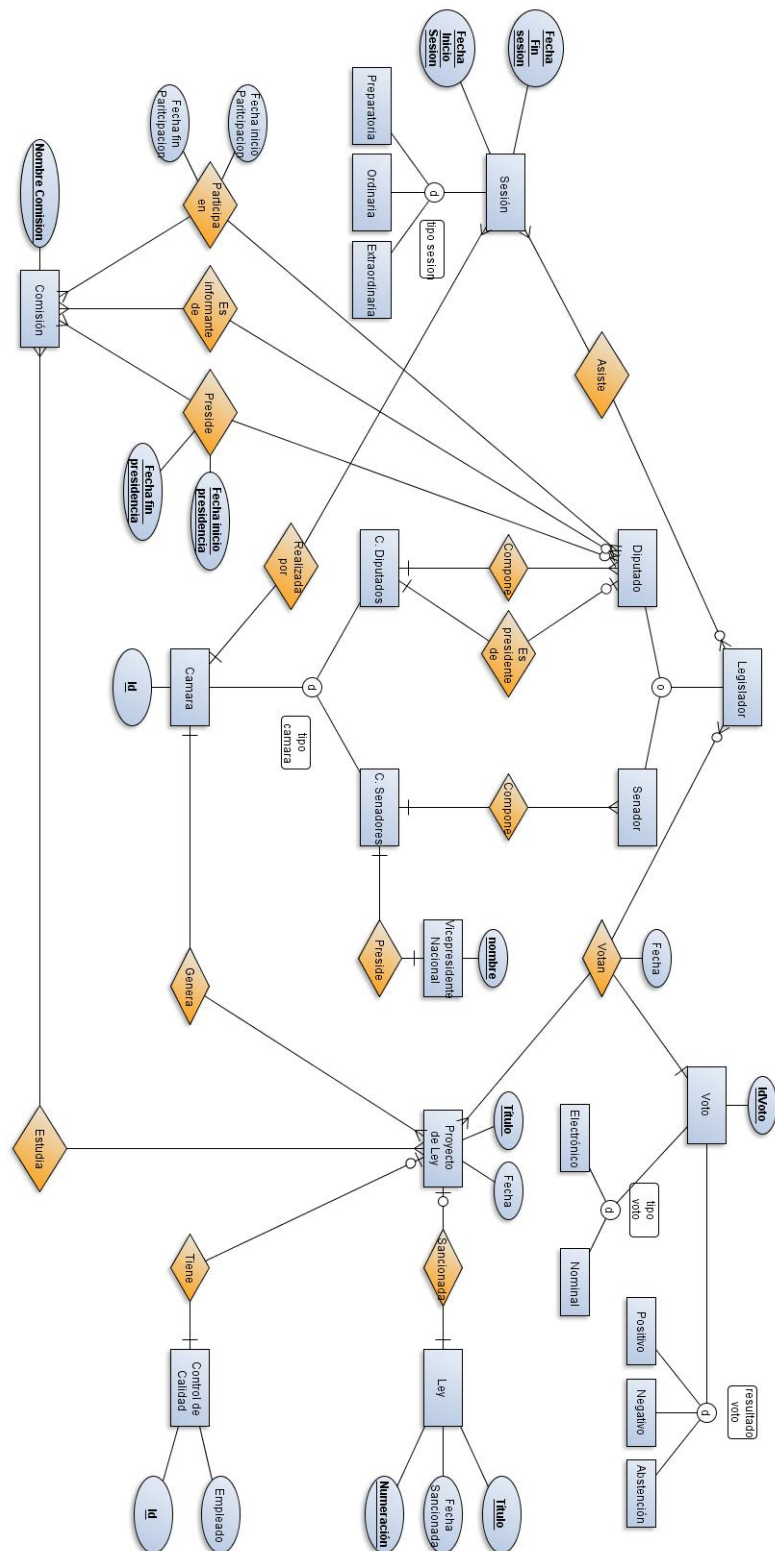 Fecha
Inicio
Sesion
Fecha
Fin
sesion
Sesión
Preparatoria
Ordinaria
Extraordinaria
d
tipo sesion
Fecha fin
Paritcipacion
Fecha inicio
Paritcipacion
Participa
en
Nombre Comision
Comisión
Es
informante
de
Preside
Fecha fin
presidencia
Fecha inicio
presidencia
Asiste
Realizada
por
C. Diputados
Compone
Diputado
Es
presidente
de
Legislador
o
Id
Camara
d
tipo
camara
C. Senadores
Compone
Senador
Preside
Vicepresidente
Nacional
nombre
Votan
Fecha
Genera
Estudia
Voto
IdVoto
Electrónico
Nominal
d
tipo
voto
Positivo
Negativo
Abstención
d
resultado
voto
Proyecto
de Ley
Título
Fecha
Sancionada
Tiene
Control de
Calidad
Id
Empleado
Ley
Numeración
Fecha
Sancionada
Título